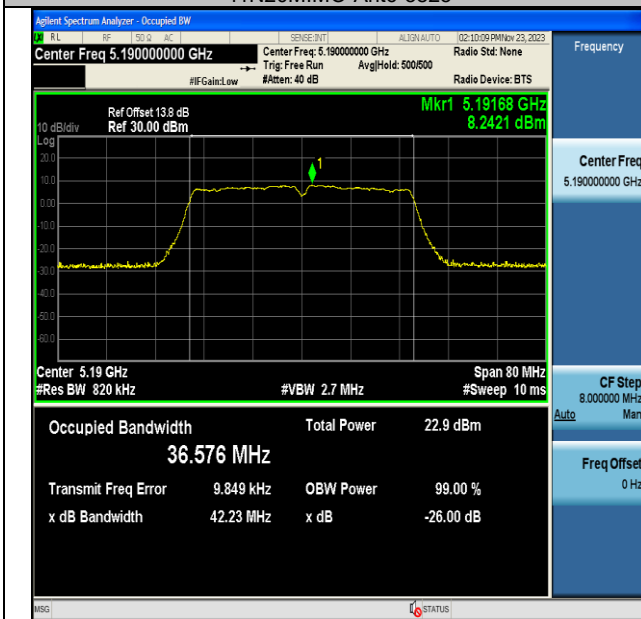 Agilent Spectrum Analyzer - Occupied BW
RL RF 50 Ω AC SENSE:INT ALIGN AUTO 02:10:09 PM Nov 23, 2023
Center Freq 5.190000000 GHz
Center Freq: 5.190000000 GHz
Radio Std: None
Trig: Free Run Avg|Hold: 500/500
#IFGain:Low #Atten: 40 dB Radio Device: BTS
Frequency
Ref Offset 13.8 dB
10 dB/div Ref 30.00 dBm
Mkr1 5.19168 GHz
8.2421 dBm
Log
20.0
10.0
0.00
-10.0
-20.0
-30.0
-40.0
-50.0
-60.0
1
Center 5.19 GHz Span 80 MHz
#Res BW 820 kHz #VBW 2.7 MHz #Sweep 10 ms
Occupied Bandwidth Total Power 22.9 dBm
36.576 MHz
Transmit Freq Error 9.849 kHz OBW Power 99.00 %
x dB Bandwidth 42.23 MHz x dB -26.00 dB
Center Freq
5.190000000 GHz
CF Step
8.000000 MHz
Auto Man
Freq Offset
0 Hz
MSG STATUS